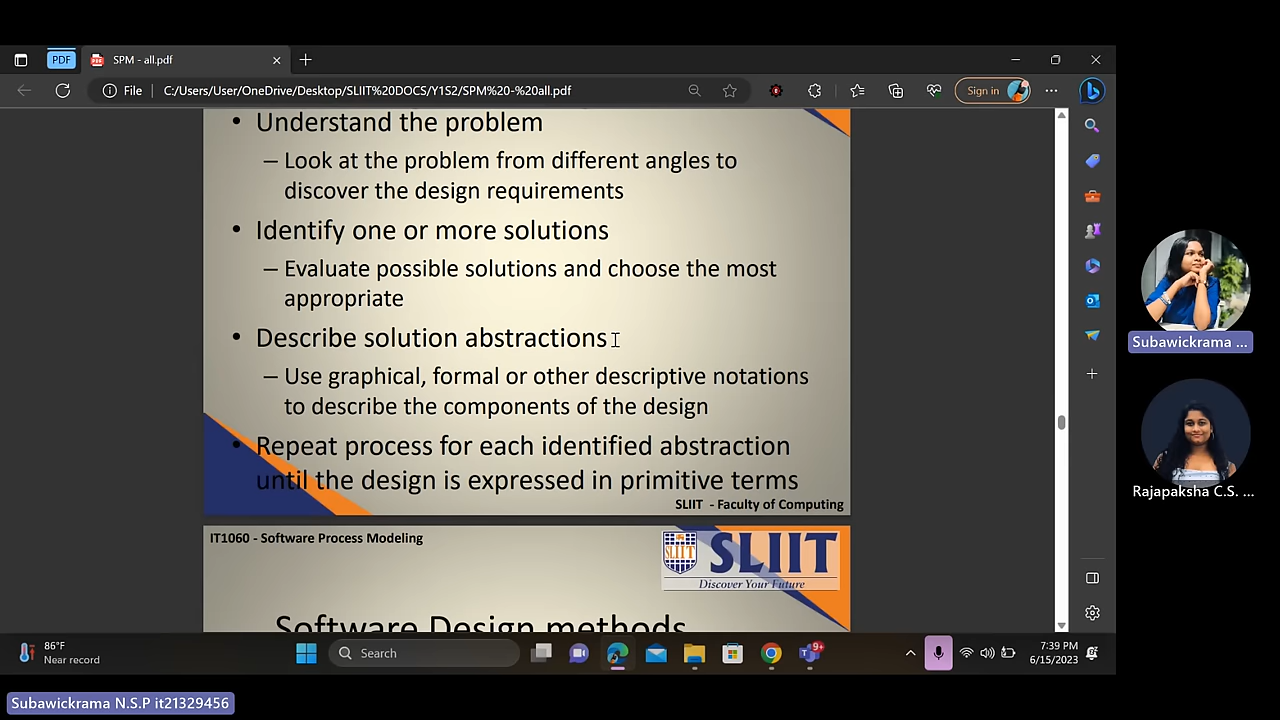 PDF
SPM - all.pdf
File
C:/Users/User/OneDrive/Desktop/SLIIT%20DOCS/Y1S2/SPM%20-%20all.pdf
Sign in
• Understand the problem
– Look at the problem from different angles to
discover the design requirements
• Identify one or more solutions
– Evaluate possible solutions and choose the most
appropriate
• Describe solution abstractions
– Use graphical, formal or other descriptive notations
to describe the components of the design
• Repeat process for each identified abstraction
until the design is expressed in primitive terms
SLIIT - Faculty of Computing
IT1060 - Software Process Modeling
SLIIT
SLIIT
Discover Your Future
Software Design methods
Subawickrama ...
Rajapaksha C.S. ...
86°F
Near record
Search
9+
7:39 PM
6/15/2023
Subawickrama N.S.P it21329456